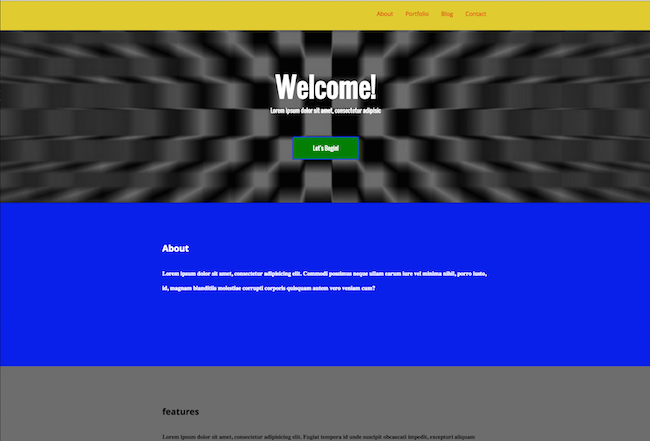 About Portfolio Blog Contact
Welcome!
Lorem ipsum dolor sit amet, consectetur adipisic
Let's Begin!
About
Lorem ipsum dolor sit amet, consectetur adipisicing elit. Commodi possimus neque ullam earum iure vel minima nihil, porro iusto,
id, magnam blanditiis molestiae corrupti corporis quisquam autem vero veniam cum?
features
Lorem ipsum dolor sit amet, consectetur adipisicing elit. Fugiat tempora id unde suscipit obcaecati impedit, excepturi aliquam